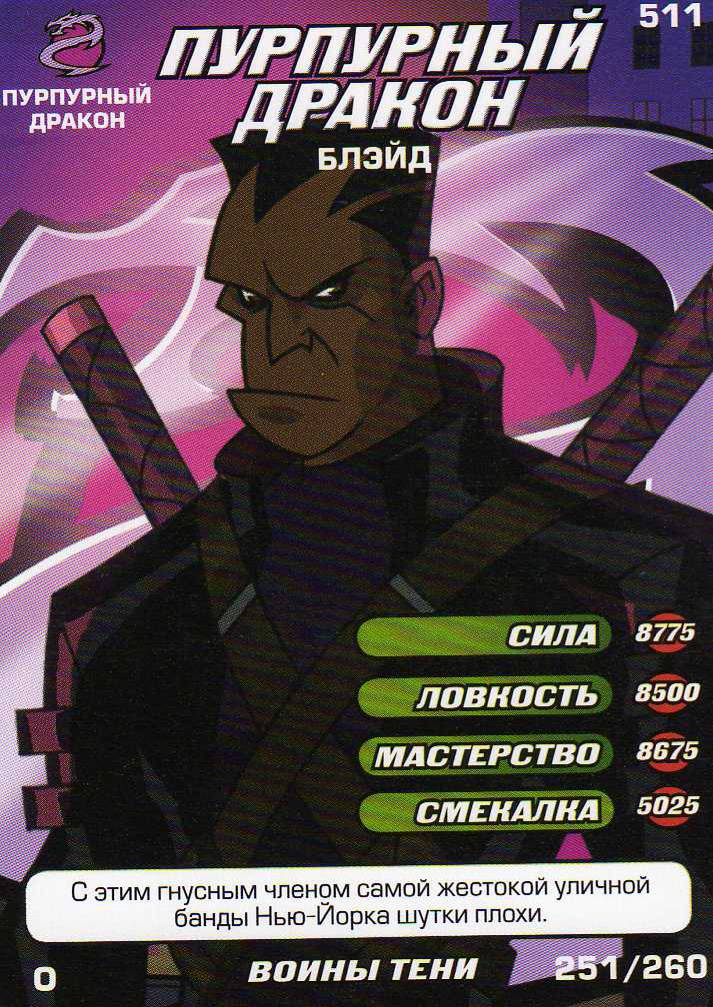 511
ПУРПУРНЫЙ
ДРАКОН
ПУРПУРНЫЙ
ДРАКОН
БЛЭЙД
СИЛА 8775
ЛОВКОСТЬ 8500
МАСТЕРСТВО 8675
СМЕКАЛКА 5025
С этим гнусным членом самой жестокой уличной
банды Нью-Йорка шутки плохи.
0 ВОИНЫ ТЕНИ 251/260